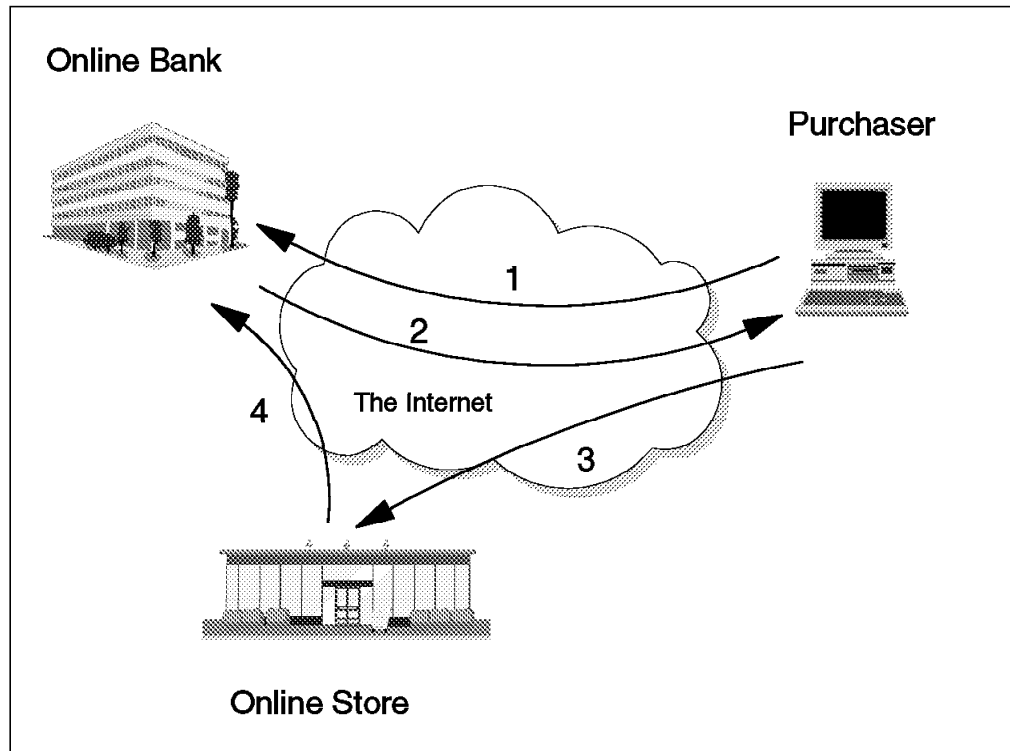 Online Bank
Purchaser
1
2
The Internet
4
3
Online Store